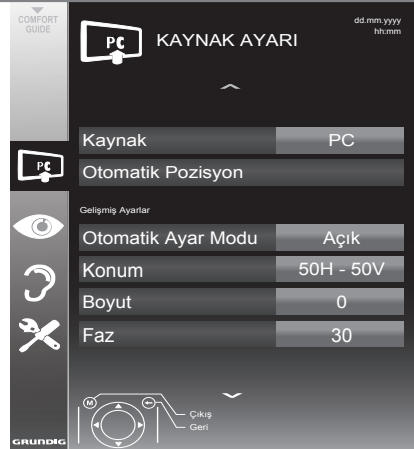 COMFORT
GUIDE
PC
KAYNAK AYARI
dd.mm.yyyy
hh:mm
Kaynak PC
Otomatik Pozisyon
PC
Gelişmiş Ayarlar
Otomatik Ayar Modu Açık
Konum 50H - 50V
Boyut 0
Faz 30
M
Çıkış
Geri
GRUNDIG